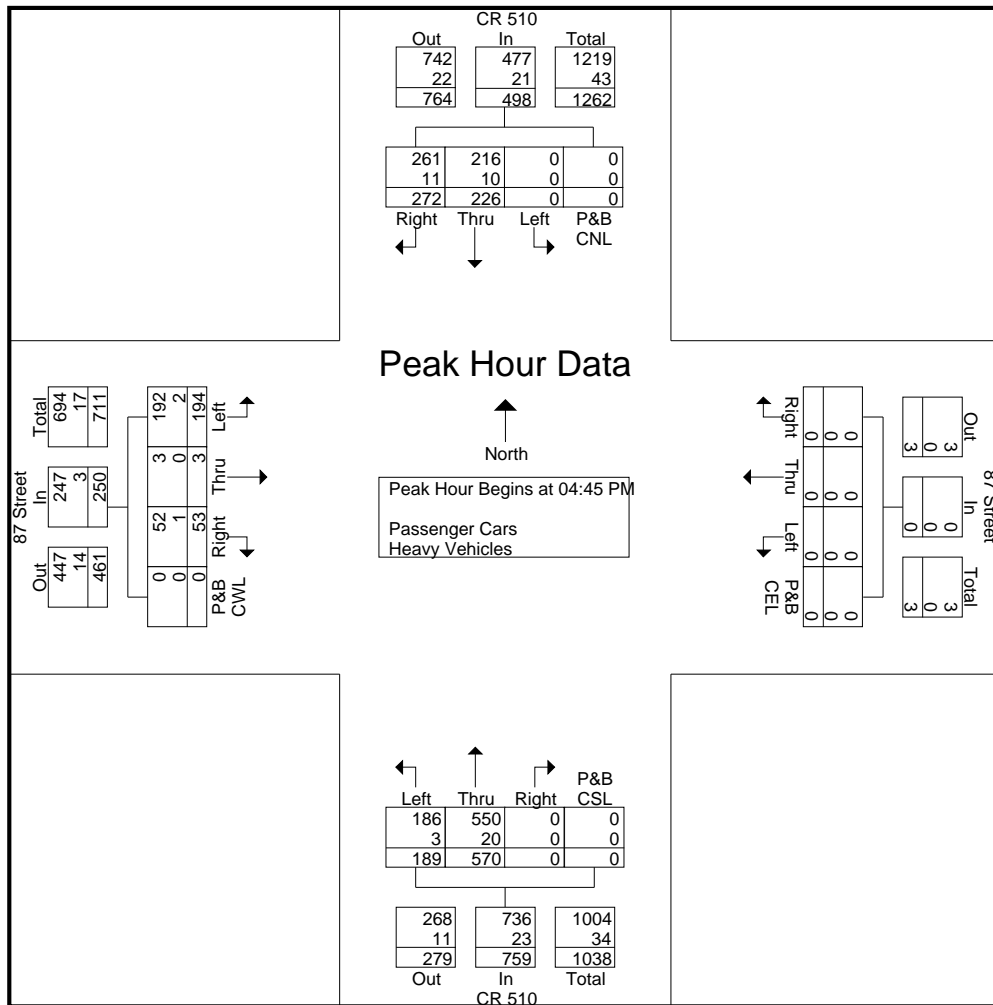 CR 510
Out In Total
742 477 1219
22 21 43
764 498 1262
261 216 0 0
11 10 0 0
272 226 0 0
Right Thru Left P&B
CNL
Peak Hour Data
North
Peak Hour Begins at 04:45 PM
Passenger Cars
Heavy Vehicles
87 Street
Total In Out
694 247 447
17 3 14
711 250 461
192 3 52 0
2 0 1 0
194 3 53 0
Left Thru Right P&B
CWL
87 Street
Out In Total
3 0 3
0 0 0
3 0 3
0 0 0 0
0 0 0 0
0 0 0 0
Right Thru Left P&B
CEL
P&B
Left Thru Right CSL
186 550 0 0
3 20 0 0
189 570 0 0
268 736 1004
11 23 34
279 759 1038
Out In Total
CR 510